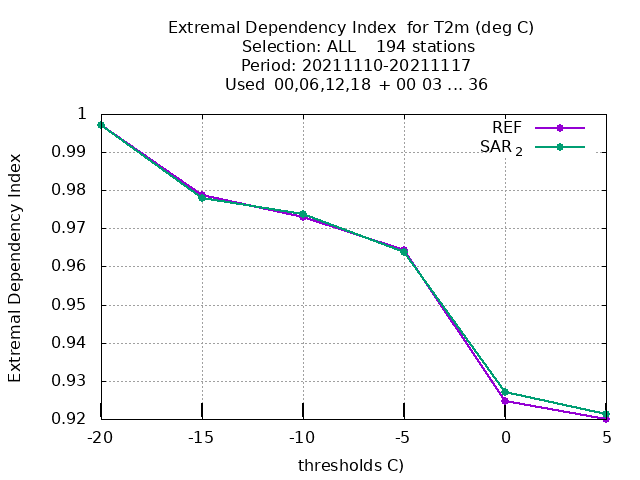 Extremal Dependency Index  for T2m (deg C)
Selection: ALL    194 stations
Period: 20211110-20211117
Used  00,06,12,18  + 00 03 ... 36
REF
SAR 2
1
0.99
0.98
0.97
0.96
0.95
0.94
0.93
0.92
Extremal Dependency Index
-20
-15
-10
-5
0
5
thresholds C)